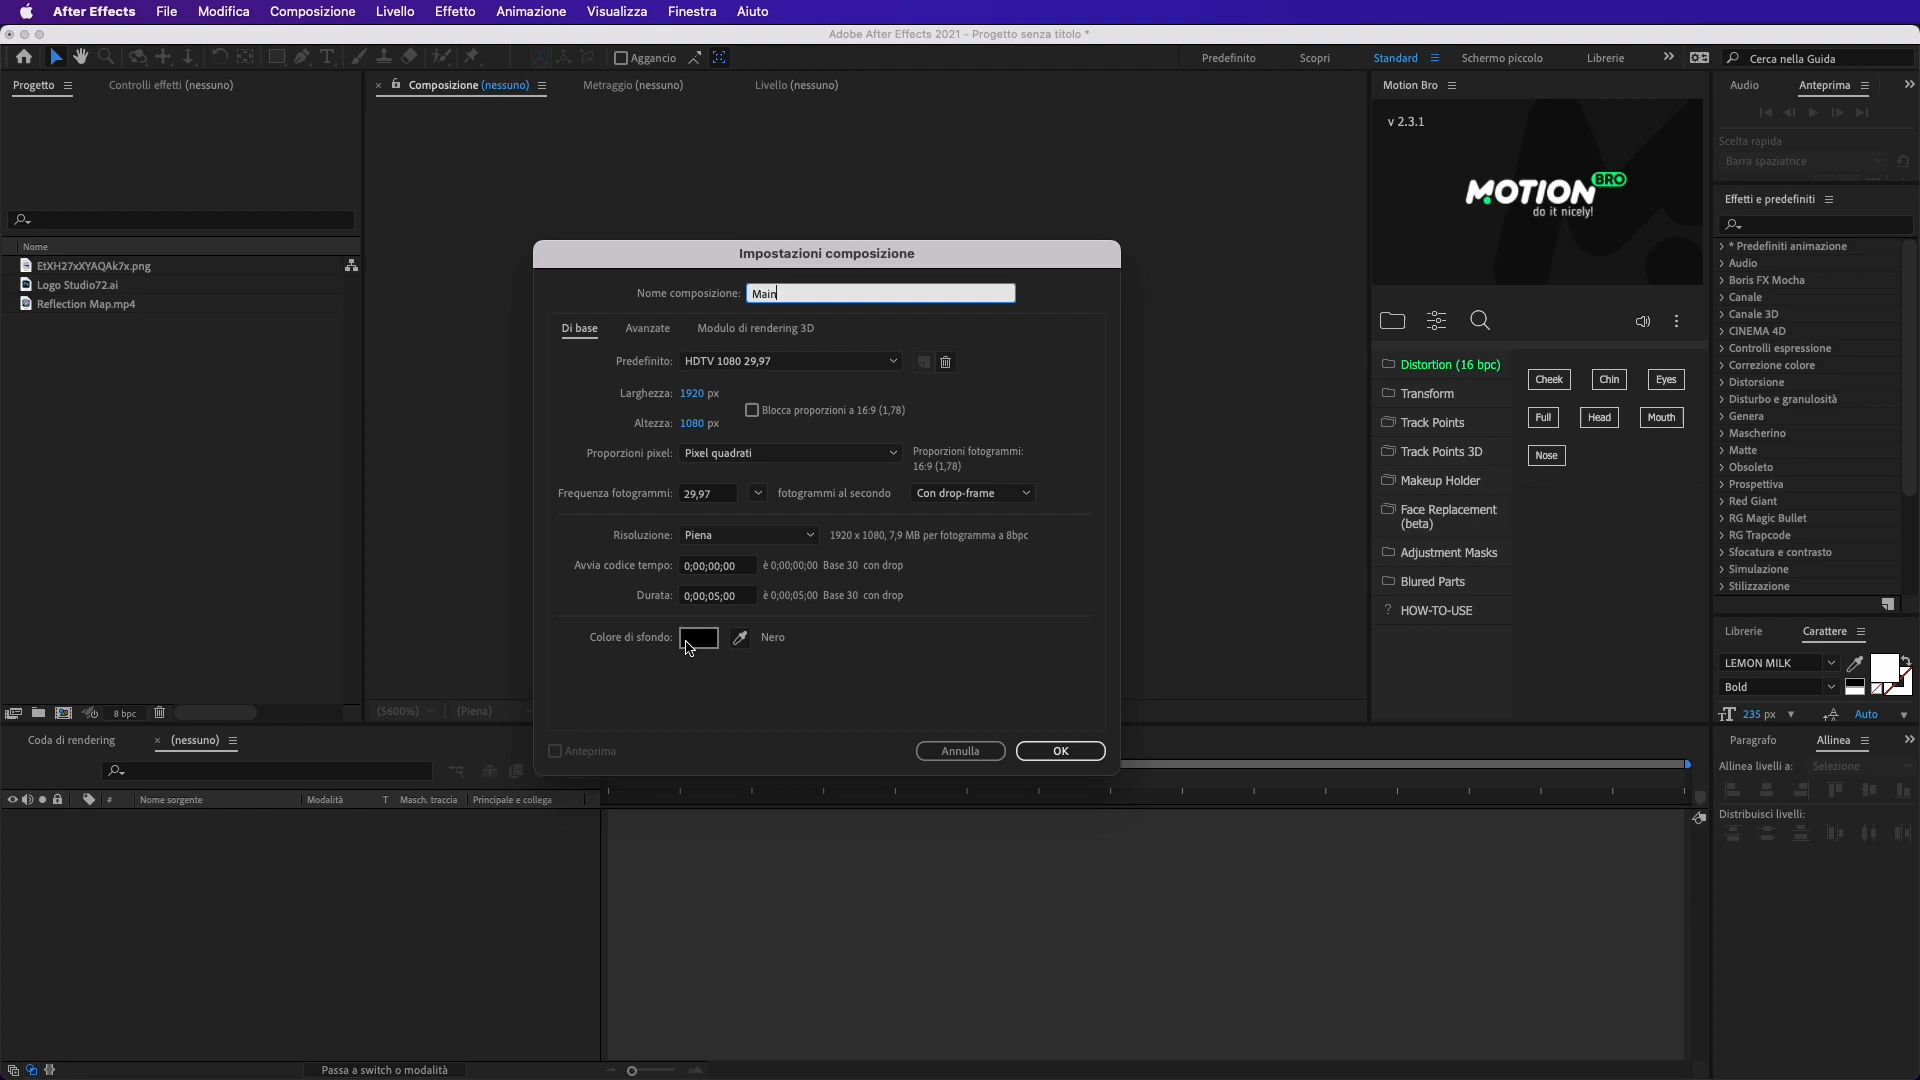 After Effects File Modifica Composizione Livello Effetto Animazione Visualizza Finestra Aiuto
Adobe After Effects 2021 - Progetto senza titolo *
Aggancio Predefinito Scopri Standard Schermo piccolo Librerie Cerca nella Guida
Progetto Controlli effetti (nessuno) Composizione (nessuno) Metraggio (nessuno) Livello (nessuno) Motion Bro Audio Anteprima
v 2.3.1
MOTION BRO
do it nicely!
Scelta rapida
Barra spaziatrice
Effetti e predefiniti
Nome
EtXH27xXYAQAk7x.png
Logo Studio72.ai
Reflection Map.mp4
8 bpc
(5600%) (Piena)
Impostazioni composizione
Nome composizione: Main
Di base Avanzate Modulo di rendering 3D
Predefinito: HDTV 1080 29,97
Larghezza: 1920 px
Blocca proporzioni a 16:9 (1,78)
Altezza: 1080 px
Proporzioni pixel: Pixel quadrati Proporzioni fotogrammi:
16:9 (1,78)
Frequenza fotogrammi: 29,97 fotogrammi al secondo Con drop-frame
Risoluzione: Piena 1920 x 1080, 7,9 MB per fotogramma a 8bpc
Avvia codice tempo: 0;00;00;00 è 0;00;00;00 Base 30 con drop
Durata: 0;00;05;00 è 0;00;05;00 Base 30 con drop
Colore di sfondo: Nero
Anteprima Annulla OK
Distortion (16 bpc)
Transform
Track Points
Track Points 3D
Makeup Holder
Face Replacement
(beta)
Adjustment Masks
Blured Parts
? HOW-TO-USE
Cheek Chin Eyes
Full Head Mouth
Nose
* Predefiniti animazione
Audio
Boris FX Mocha
Canale
Canale 3D
CINEMA 4D
Controlli espressione
Correzione colore
Distorsione
Disturbo e granulosità
Genera
Mascherino
Matte
Obsoleto
Prospettiva
Red Giant
RG Magic Bullet
RG Trapcode
Sfocatura e contrasto
Simulazione
Stilizzazione
Librerie Carattere
LEMON MILK
Bold
235 px Auto
Paragrafo Allinea
Allinea livelli a: Selezione
Distribuisci livelli:
Coda di rendering (nessuno)
# Nome sorgente Modalità T Masch. traccia Principale e collega
Passa a switch o modalità